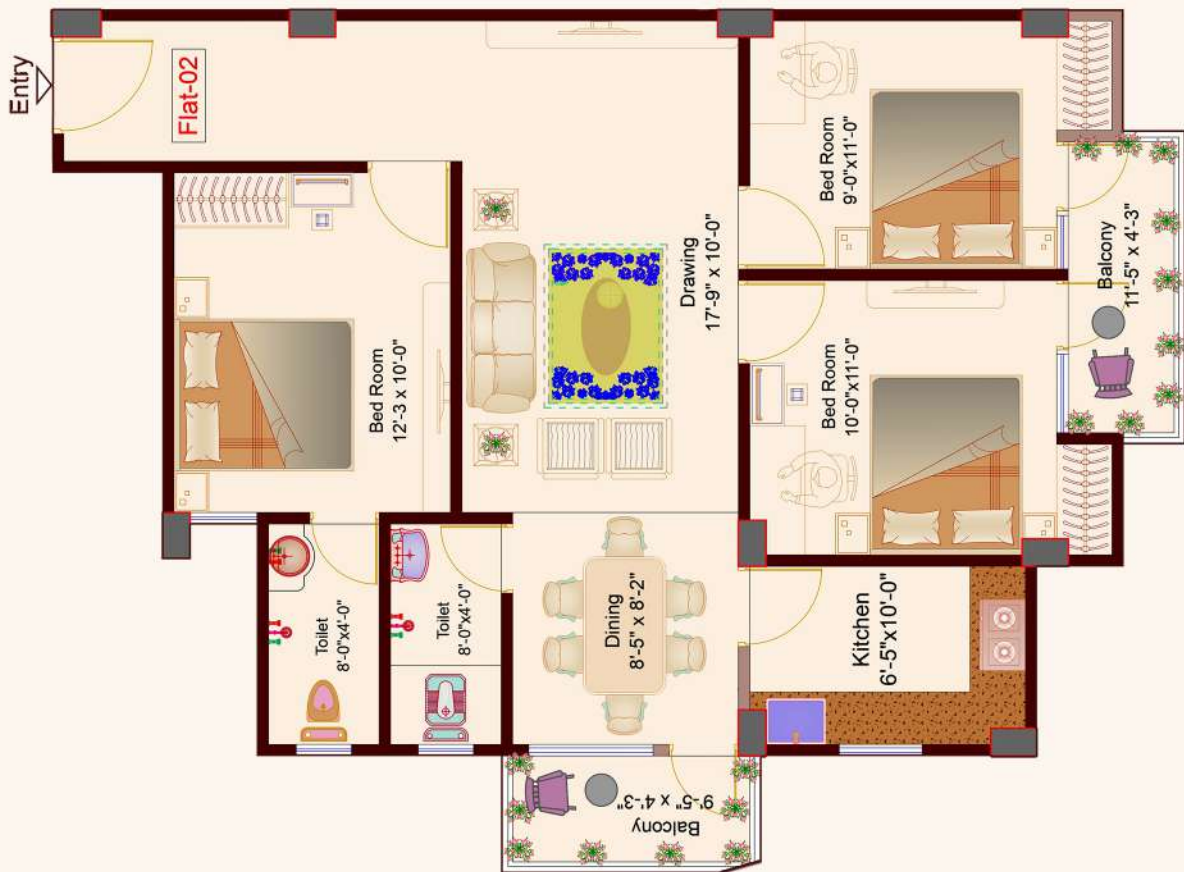 Entry
Flat-02
Bed Room
9'-0"x11'-0"
Balcony
11'-5" x 4'-3"
Drawing
17'-9" x 10'-0"
Bed Room
12'-3 x 10'-0"
Bed Room
10'-0"x11'-0"
Toilet
8'-0"x4'-0"
Toilet
8'-0"x4'-0"
Dining
8'-5" x 8'-2"
Kitchen
6'-5"x10'-0"
Balcony
9'-5" x 4'-3"